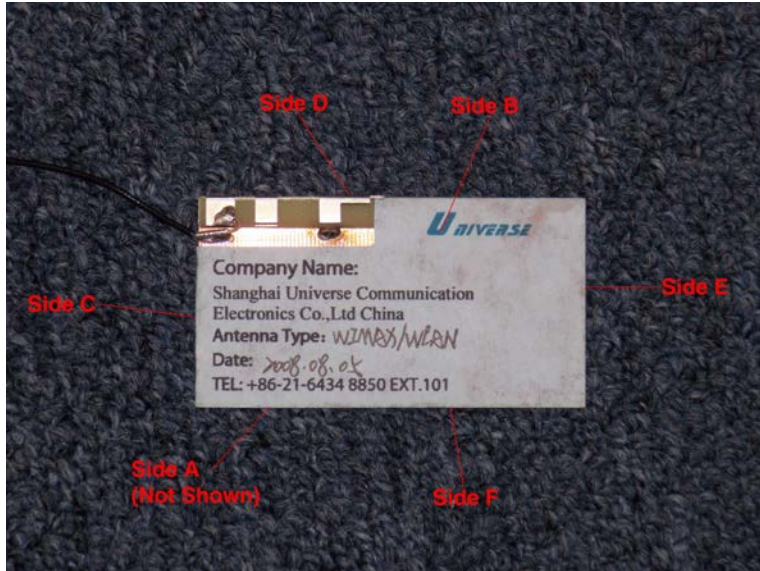 Side D
Side B
UNIVERSE
Company Name:
Shanghai Universe Communication
Electronics Co.,Ltd China
Side C
Side E
Antenna Type: WIMAX/WLAN
Date: 2008.08.05
TEL: +86-21-6434 8850 EXT.101
Side A
(Not Shown)
Side F